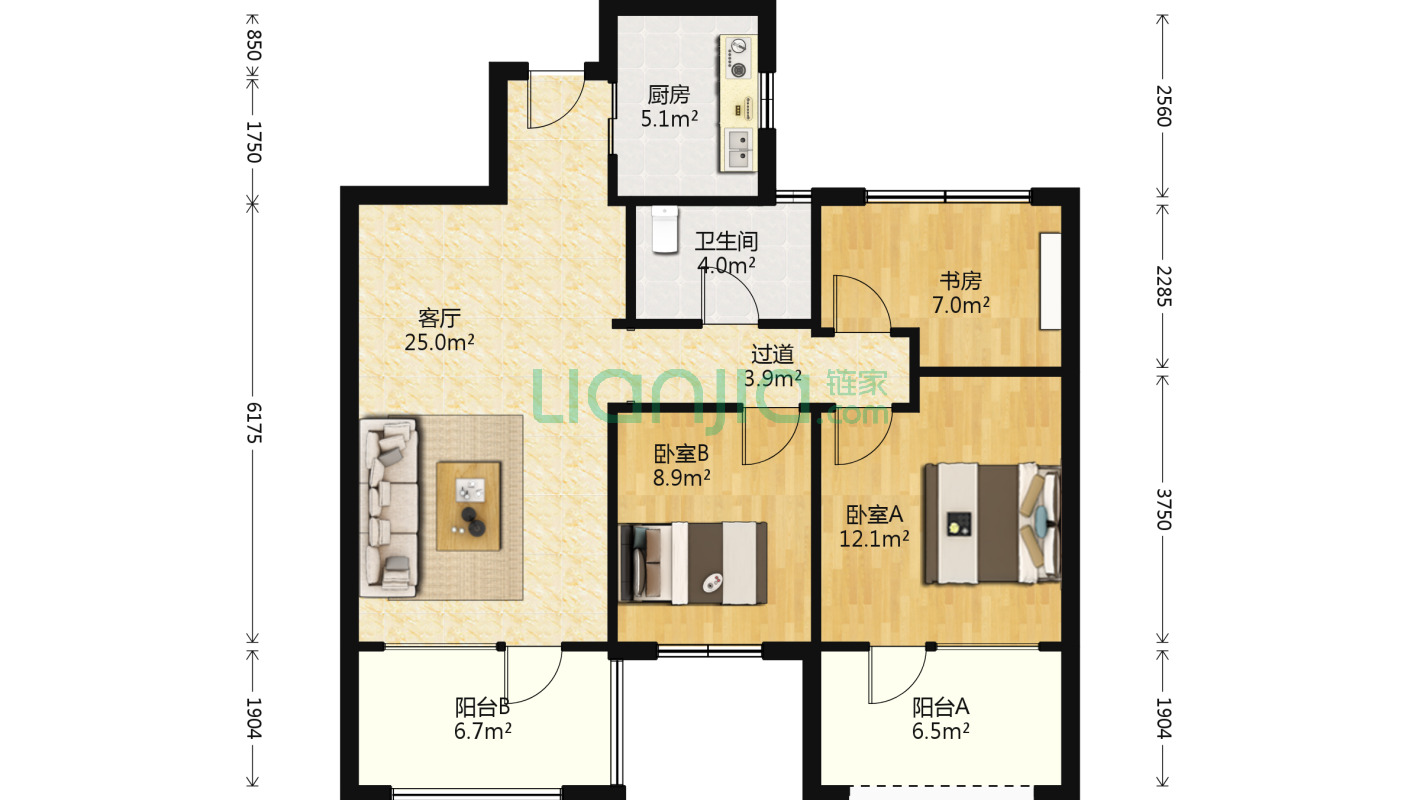 850
1750
6175
1904
厨房
5.1m²
卫生间
4.0m²
书房
7.0m²
客厅
25.0m²
过道
3.9m²
Lianjia 链家
.com
卧室B
8.9m²
卧室A
12.1m²
阳台B
6.7m²
阳台A
6.5m²
2560
2285
3750
1904